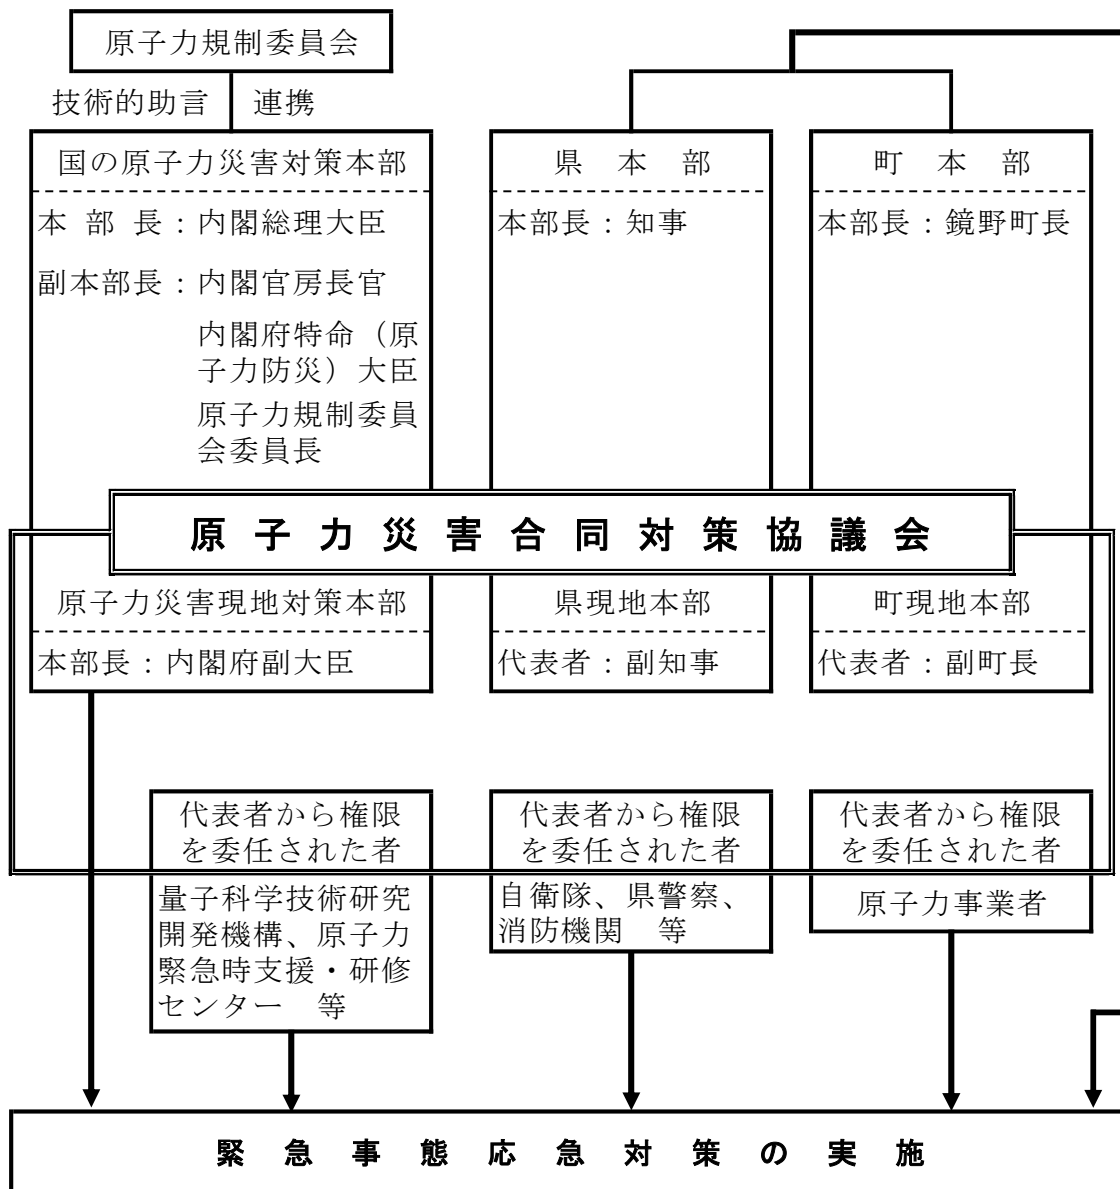 原子力規制委員会
技術的助言 連携
国の原子力災害対策本部
本部長：内閣総理大臣
副本部長：内閣官房長官
内閣府特命（原
子力防災）大臣
原子力規制委員
会委員長
県本部
本部長：知事
町本部
本部長：鏡野町長
原子力災害合同対策協議会
原子力災害現地対策本部
本部長：内閣府副大臣
県現地本部
代表者：副知事
町現地本部
代表者：副町長
代表者から権限
を委任された者
量子科学技術研究
開発機構、原子力
緊急時支援・研修
センター　等
代表者から権限
を委任された者
自衛隊、県警察、
消防機関　等
代表者から権限
を委任された者
原子力事業者
緊急事態応急対策の実施